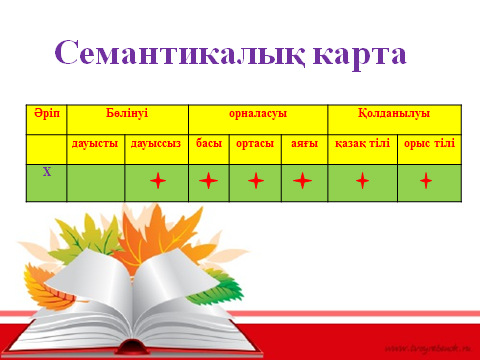 Семантикалық карта
Әріп Бөлінуі орналасуы Қолданылуы
дауысты дауыссыз басы ортасы аяғы қазақ тілі орыс тілі
Х